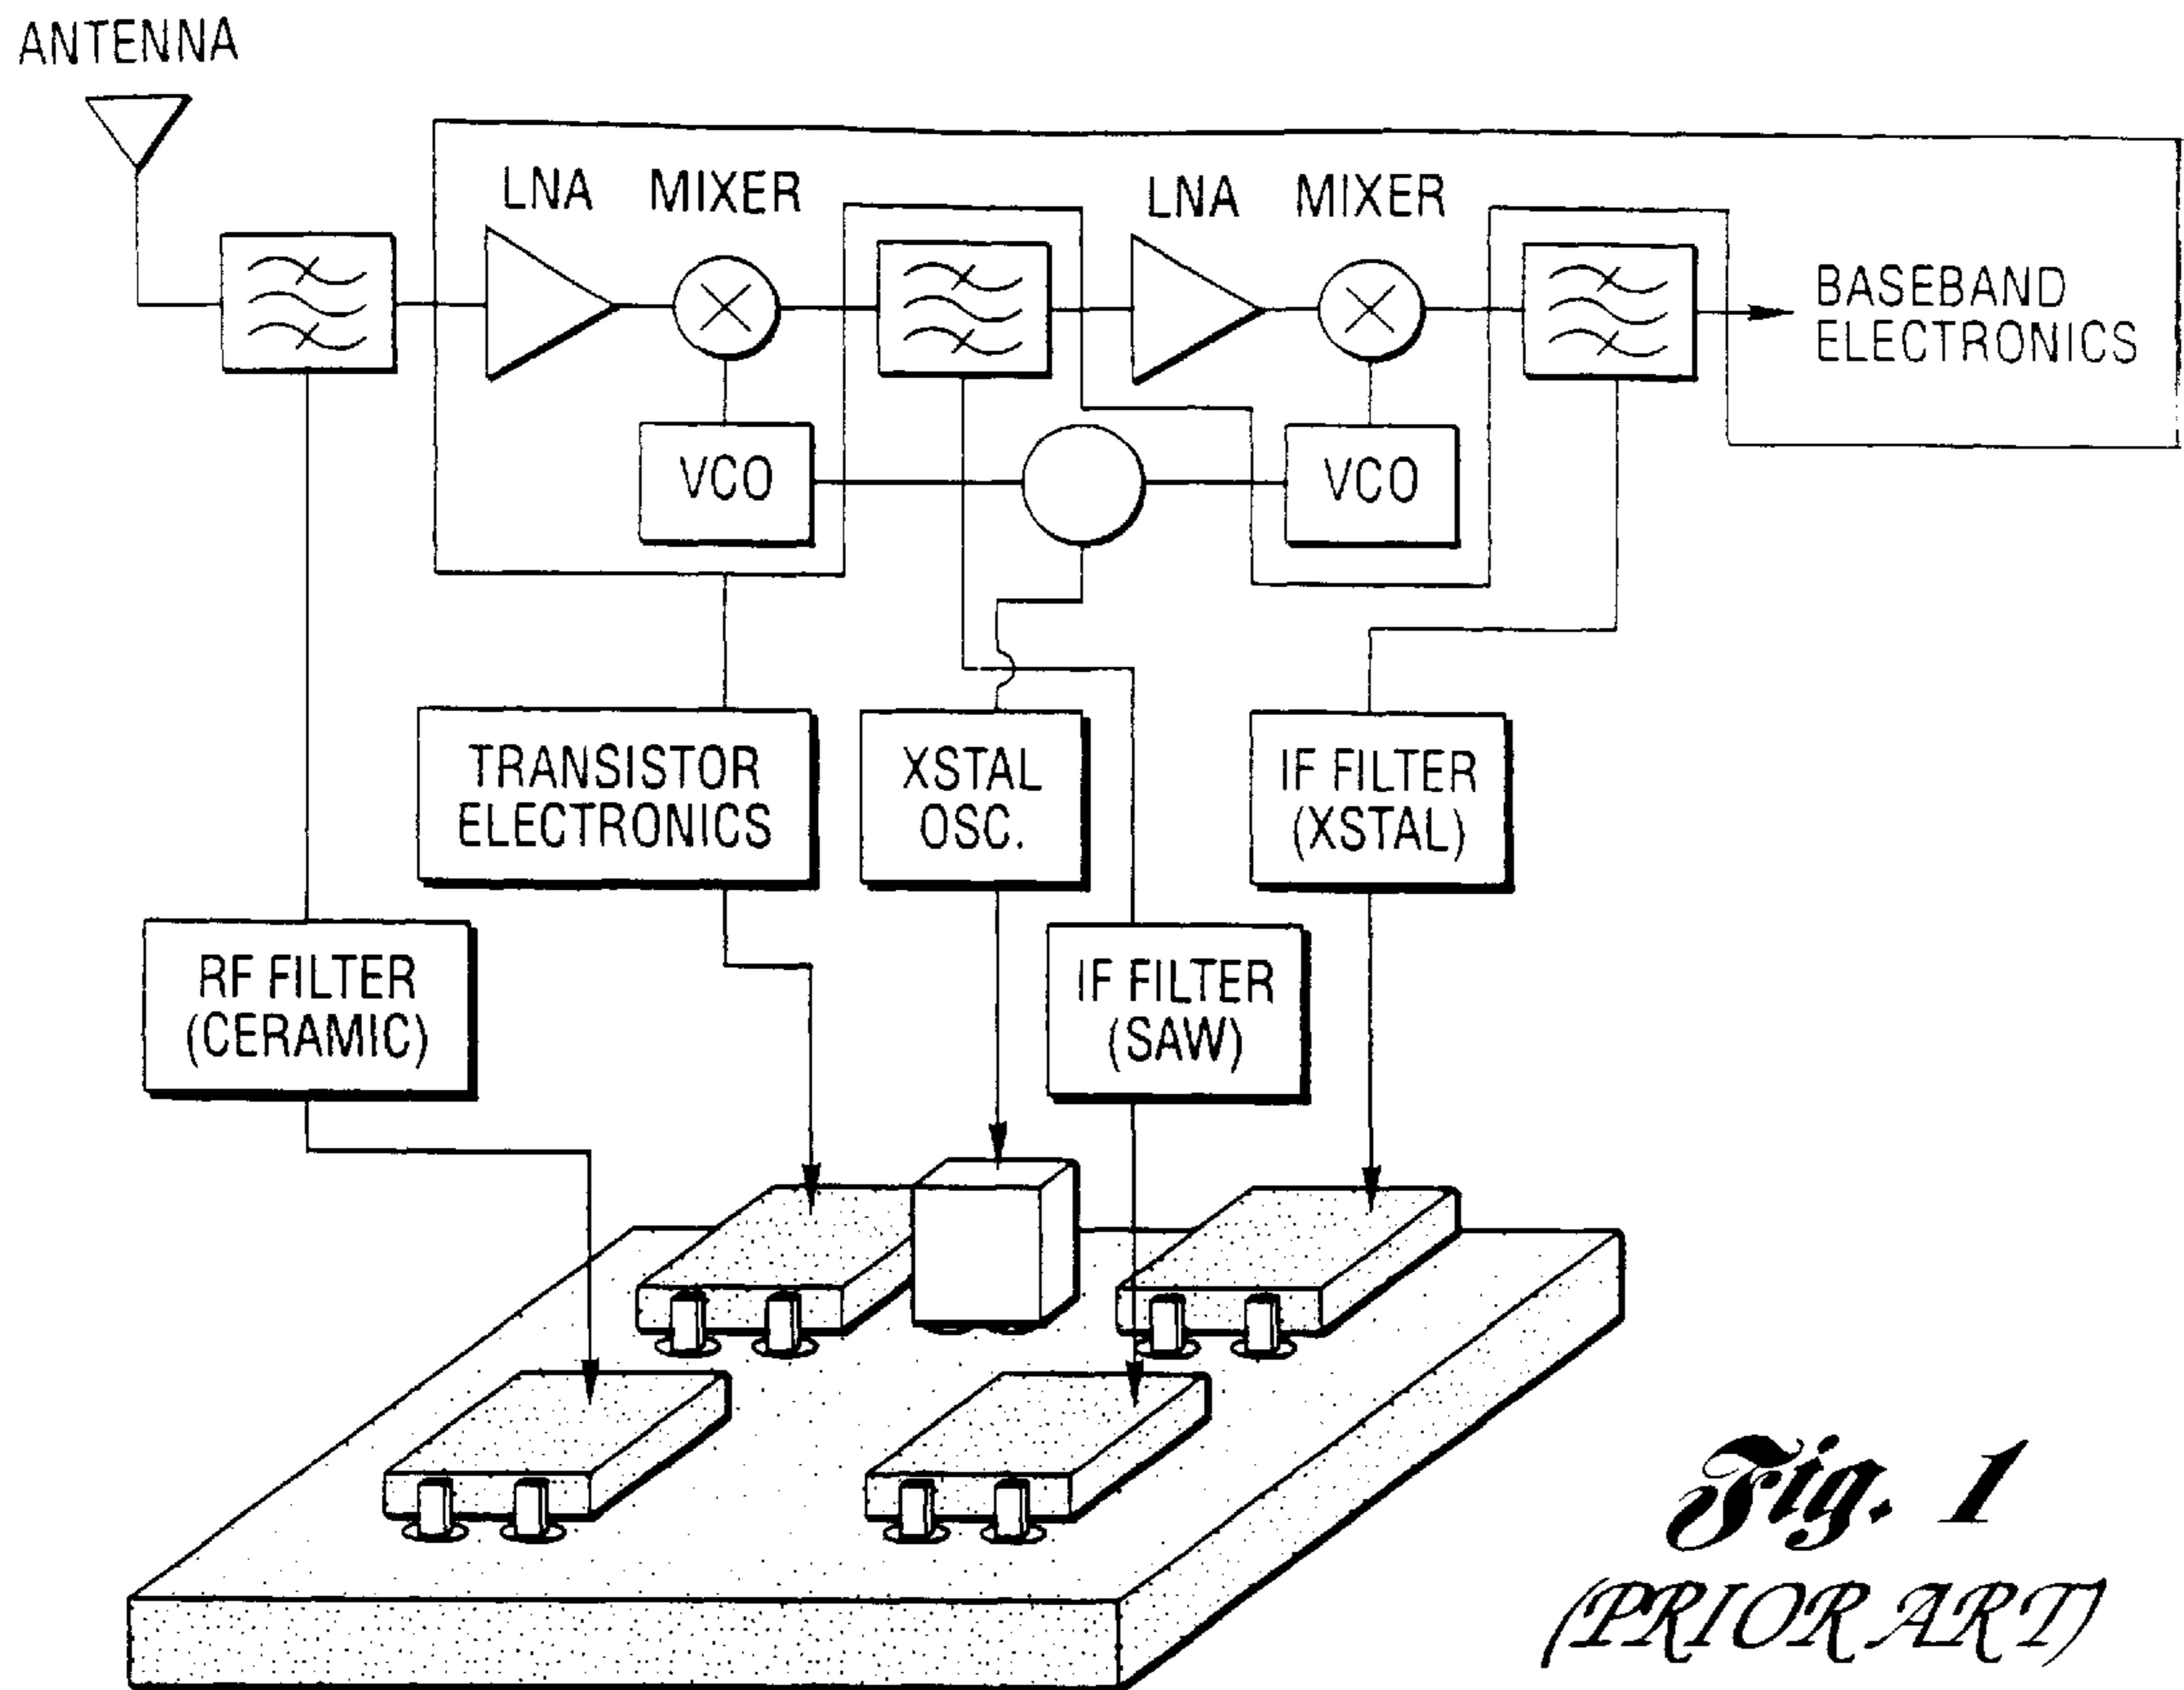 ANTENNA
LNA MIXER
LNA MIXER
BASEBAND
ELECTRONICS
VCO
VCO
TRANSISTOR
ELECTRONICS
XSTAL
OSC.
IF FILTER
(XSTAL)
RF FILTER
(CERAMIC)
IF FILTER
(SAW)
Fig. 1
(PRIOR ART)